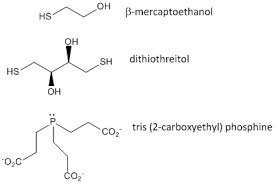 HS OH β-mercaptoethanol
OH
HS SH dithiothreitol
OH
P tris (2-carboxyethyl) phosphine
CO₂⁻
⁻O₂C
CO₂⁻